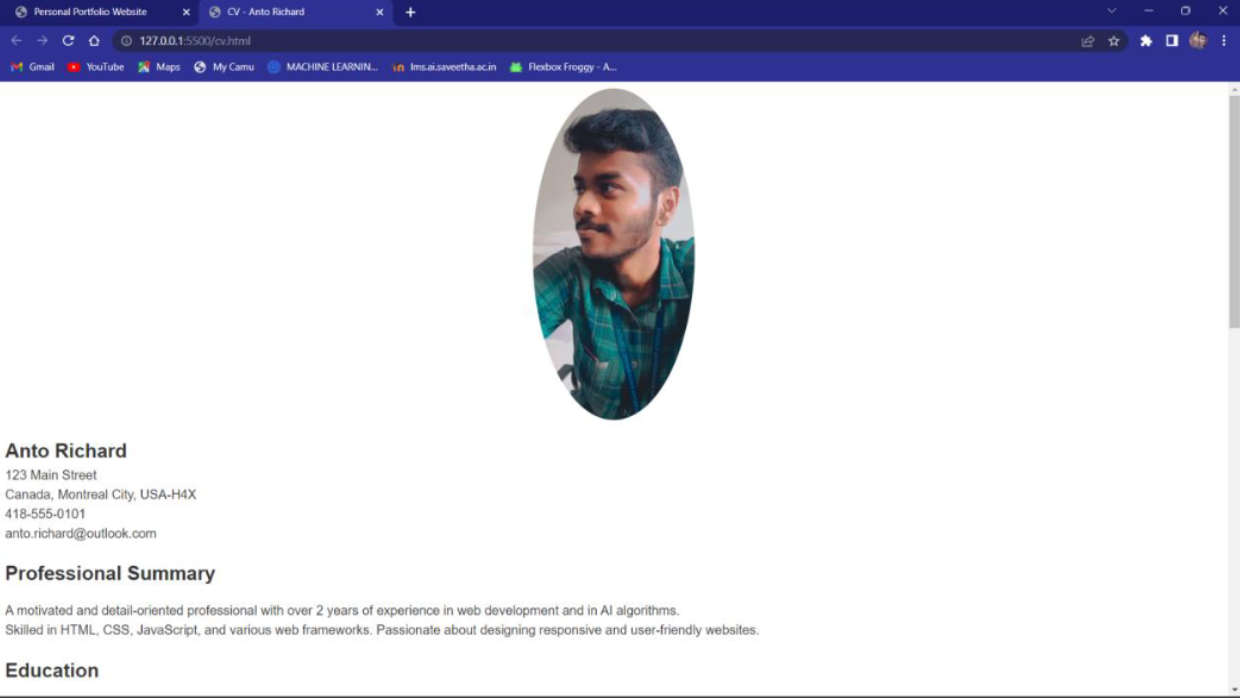 Personal Portfolio Website
CV - Anto Richard
127.0.0.1:5500/cv.html
Gmail
YouTube
Maps
My Camu
MACHINE LEARNIN...
lms.ai.saveetha.ac.in
Flexbox Froggy - A...
Anto Richard
123 Main Street
Canada, Montreal City, USA-H4X
418-555-0101
anto.richard@outlook.com
Professional Summary
A motivated and detail-oriented professional with over 2 years of experience in web development and in AI algorithms.
Skilled in HTML, CSS, JavaScript, and various web frameworks. Passionate about designing responsive and user-friendly websites.
Education